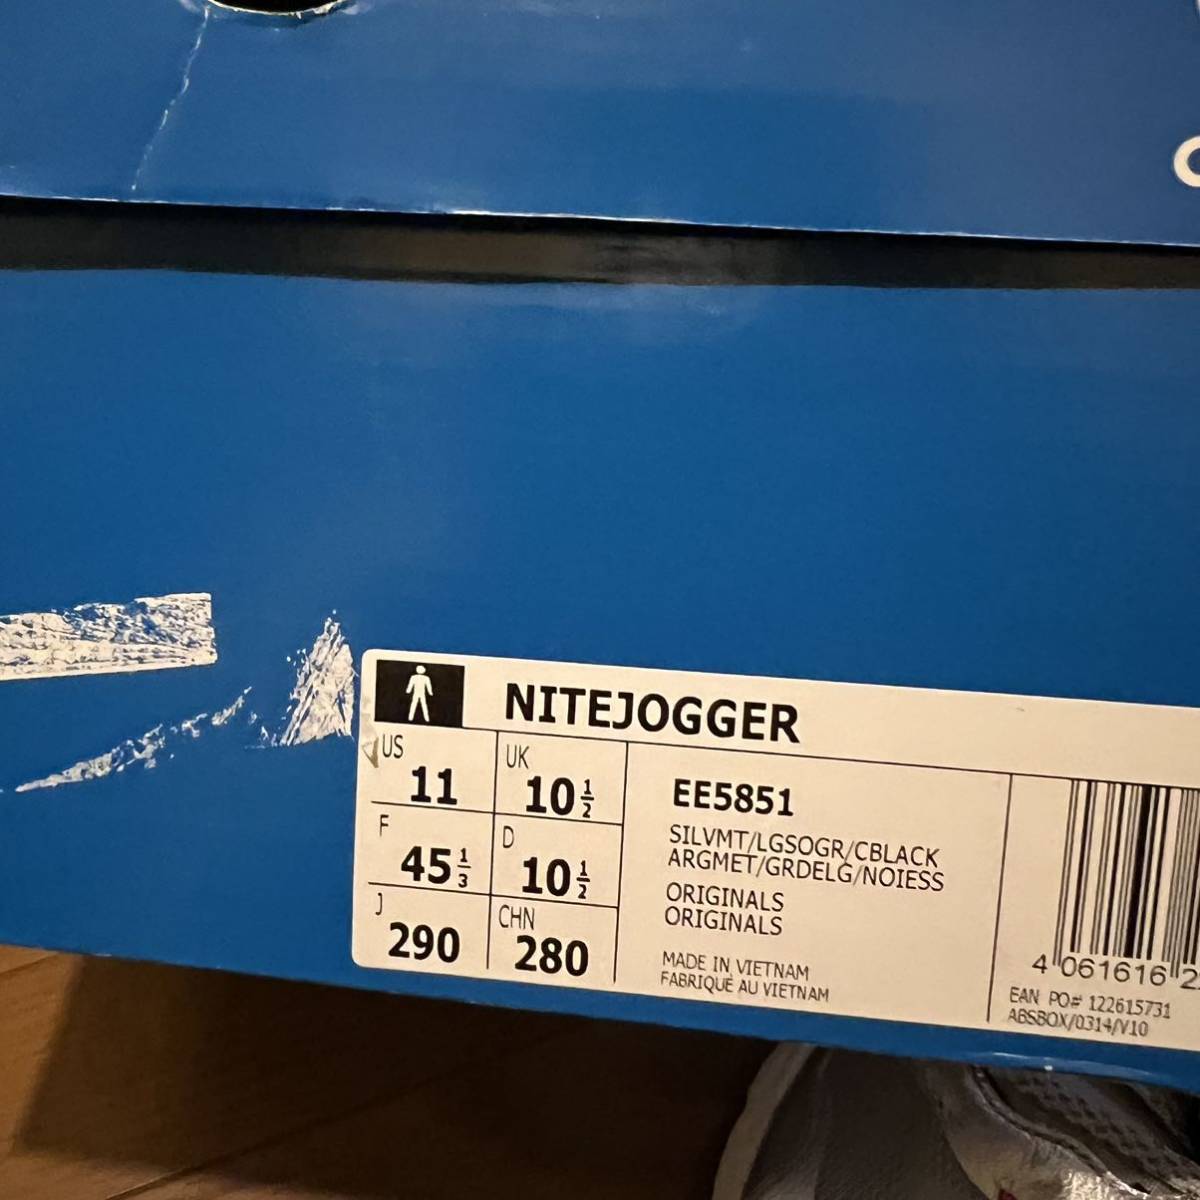 NITEJOGGER
US 11
UK 10 1/2
F 45 1/3
D 10 1/2
J 290
CHN 280
EE5851
SILVMT/LGSOGR/CBLACK
ARGMET/GRDELG/NOIESS
ORIGINALS
ORIGINALS
MADE IN VIETNAM
FABRIQUÉ AU VIETNAM
4 061616 2
EAN PO# 122615731
ABSBOX/0314/V10